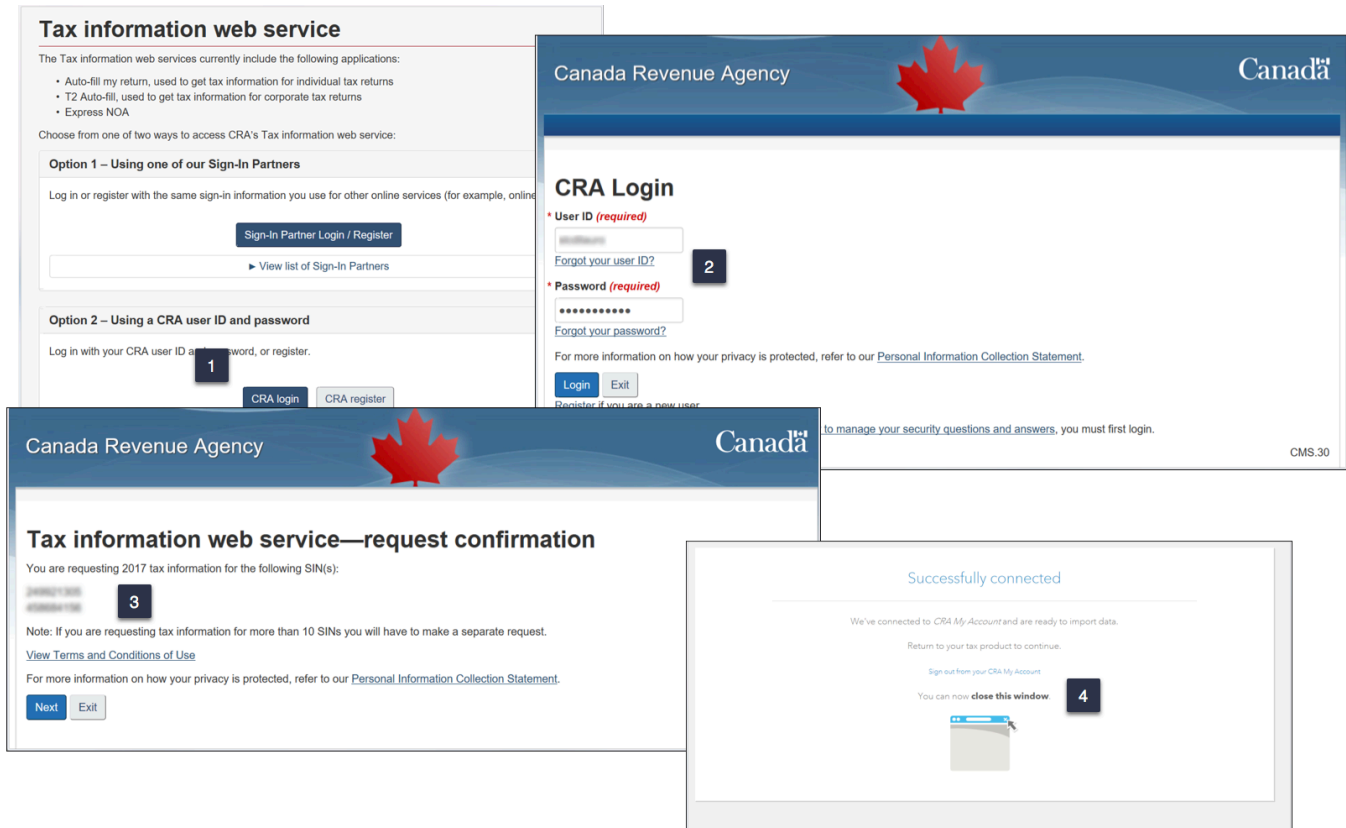 Tax information web service
The Tax information web services currently include the following applications:
• Auto-fill my return, used to get tax information for individual tax returns
• T2 Auto-fill, used to get tax information for corporate tax returns
• Express NOA
Choose from one of two ways to access CRA's Tax information web service:
Option 1 – Using one of our Sign-In Partners
Log in or register with the same sign-in information you use for other online services (for example, online
Sign-In Partner Login / Register
► View list of Sign-In Partners
Option 2 – Using a CRA user ID and password
Log in with your CRA user ID password, or register.
1
CRA login CRA register
Canada Revenue Agency
Canada
CRA Login
* User ID (required)
Forgot your user ID?
2
* Password (required)
•••••••••••
Forgot your password?
For more information on how your privacy is protected, refer to our Personal Information Collection Statement.
Login Exit
Register if you are a new user
to manage your security questions and answers, you must first login.
CMS.30
Canada Revenue Agency
Canada
Tax information web service—request confirmation
You are requesting 2017 tax information for the following SIN(s):
3
Note: If you are requesting tax information for more than 10 SINs you will have to make a separate request.
View Terms and Conditions of Use
For more information on how your privacy is protected, refer to our Personal Information Collection Statement.
Next Exit
Successfully connected
We've connected to CRA My Account and are ready to import data.
Return to your tax product to continue.
Sign out from your CRA My Account
You can now close this window.
4